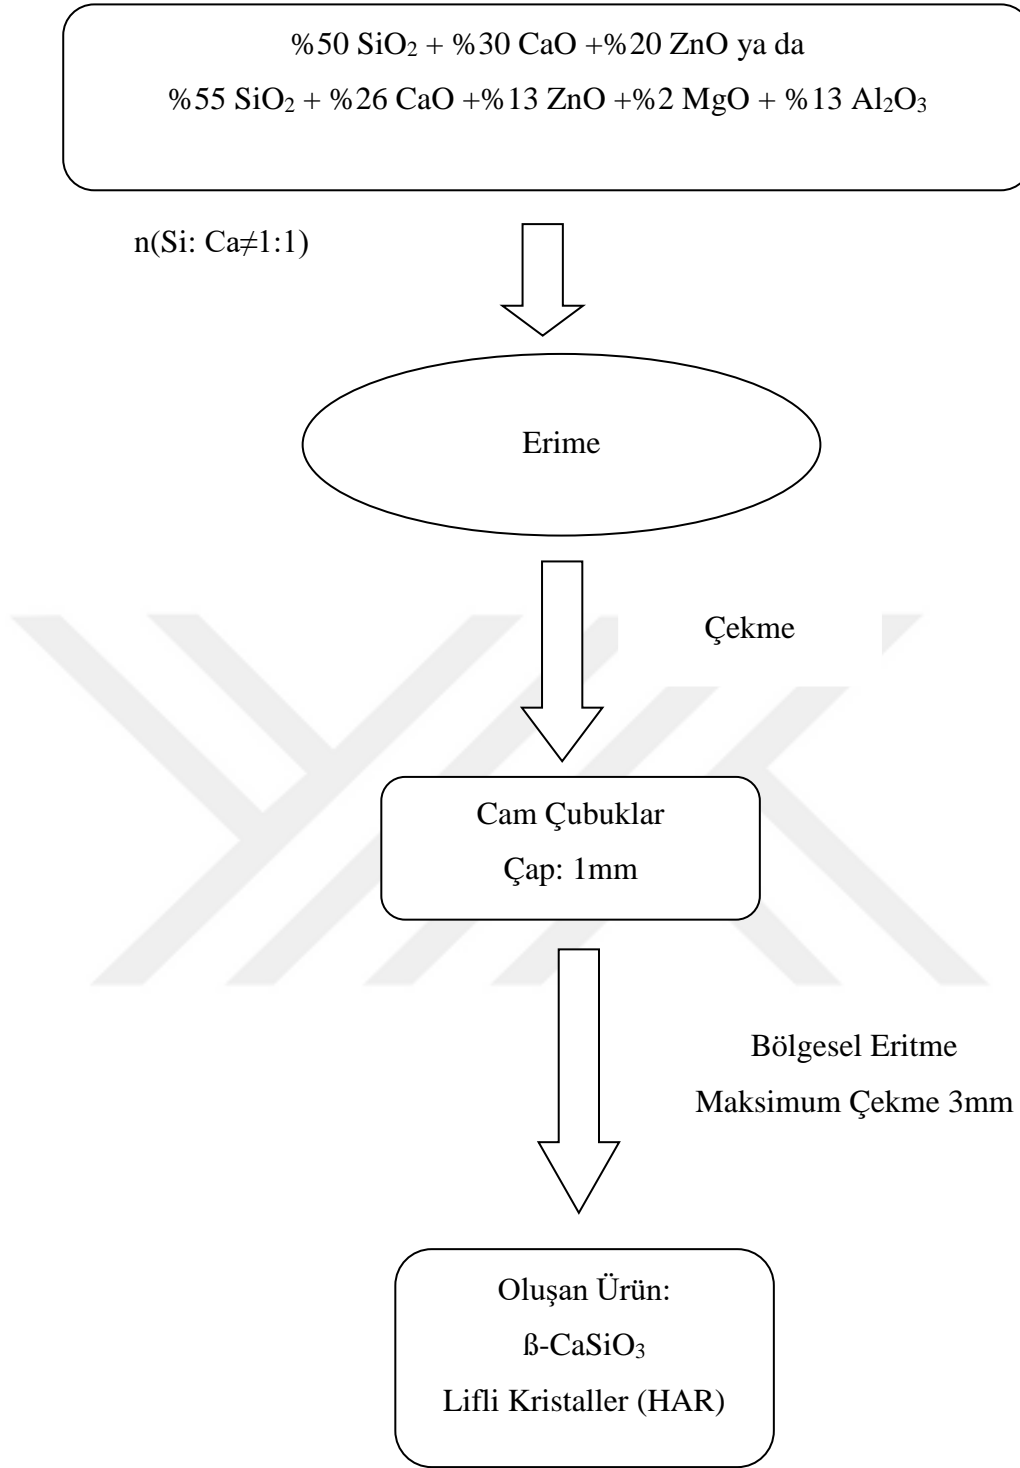 %50 SiO₂ + %30 CaO +%20 ZnO ya da
%55 SiO₂ + %26 CaO +%13 ZnO +%2 MgO + %13 Al₂O₃
n(Si: Ca≠1:1)
Erime
Çekme
Cam Çubuklar
Çap: 1mm
Bölgesel Eritme
Maksimum Çekme 3mm
Oluşan Ürün:
ß-CaSiO₃
Lifli Kristaller (HAR)